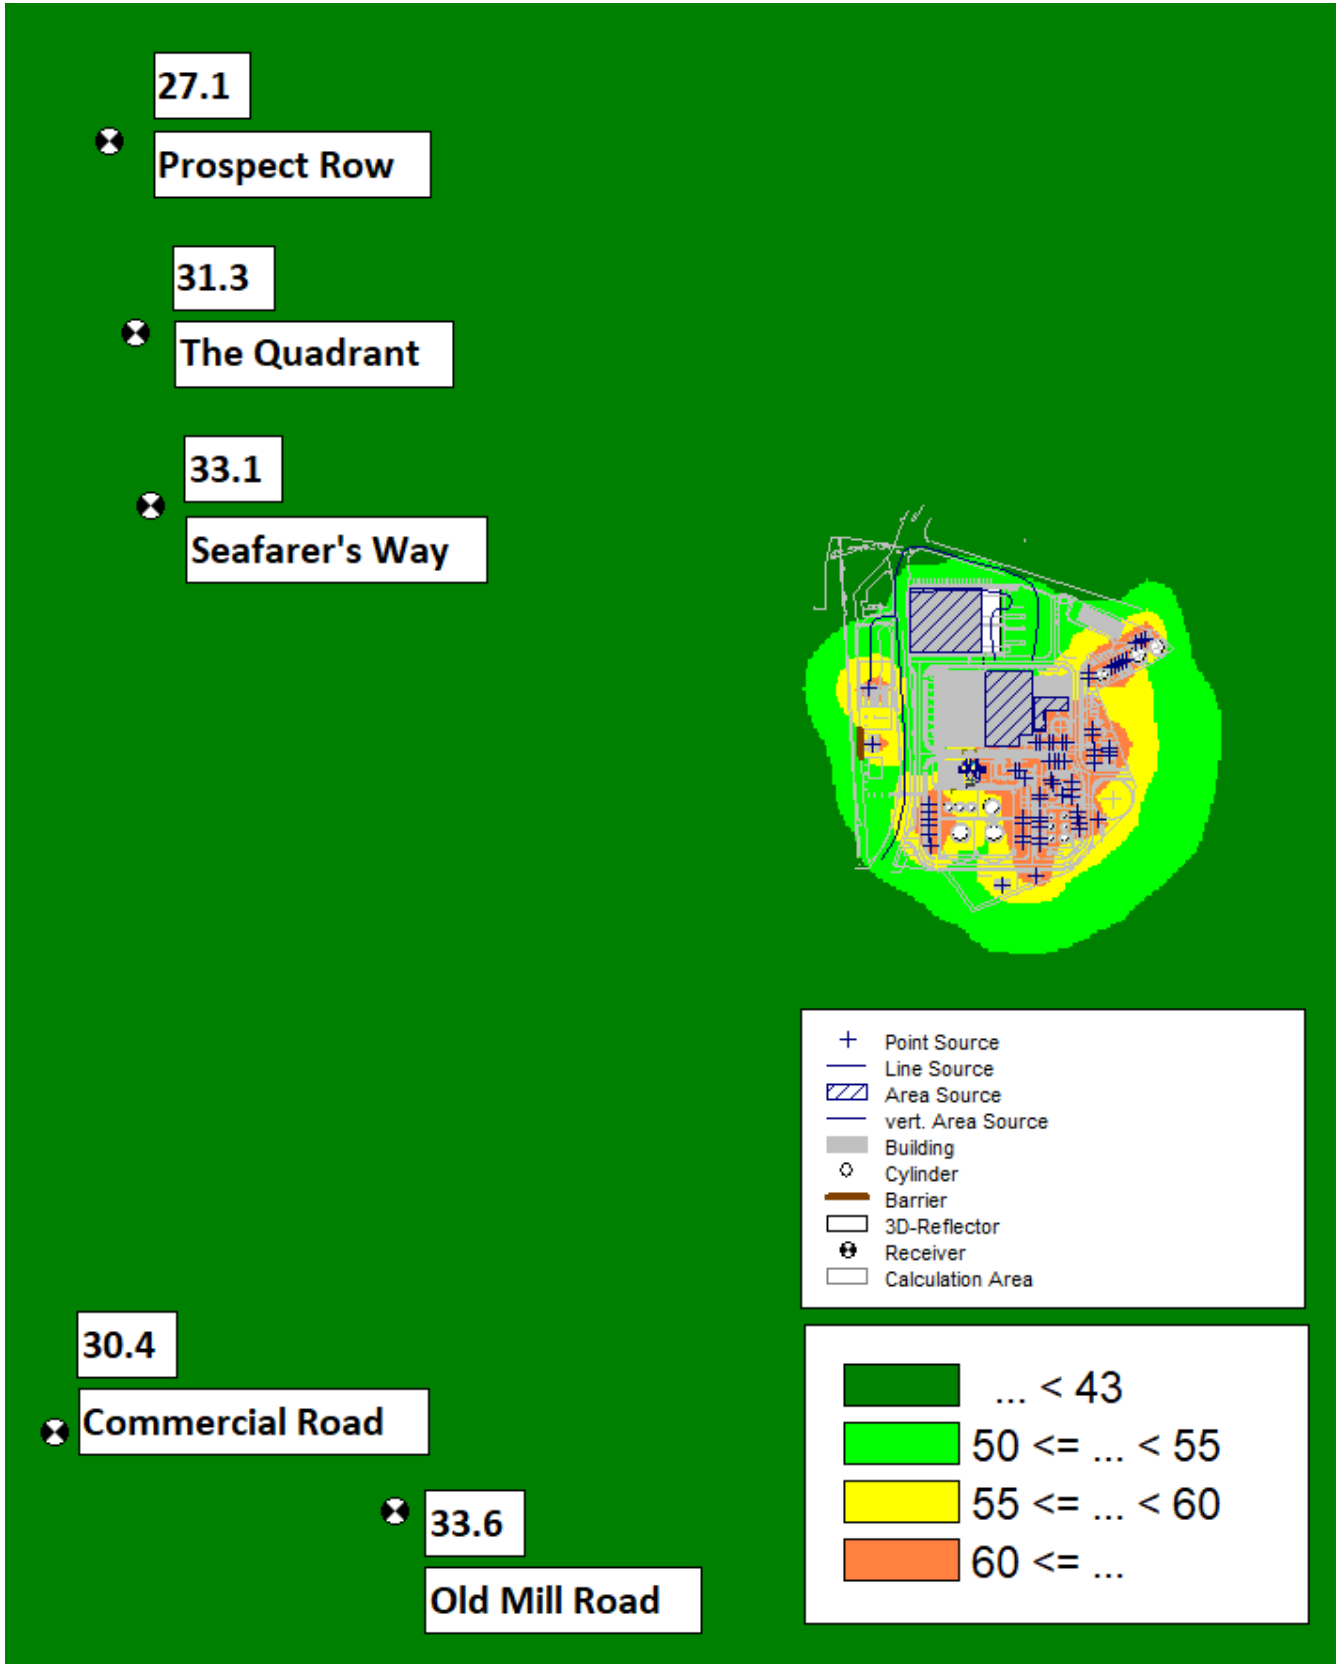 27.1
Prospect Row
31.3
The Quadrant
33.1
Seafarer's Way
Point Source
Line Source
Area Source
vert. Area Source
Building
Cylinder
Barrier
3D-Reflector
Receiver
Calculation Area
30.4
Commercial Road
33.6
Old Mill Road
... < 43
50 <= ... < 55
55 <= ... < 60
60 <= ...